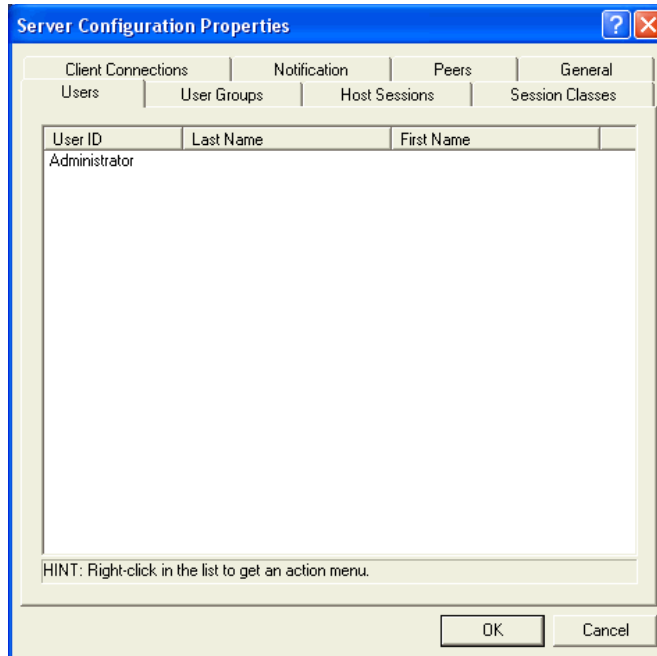 Server Configuration Properties
Client Connections Notification Peers General
Users User Groups Host Sessions Session Classes
User ID Last Name First Name
Administrator
HINT: Right-click in the list to get an action menu.
OK Cancel